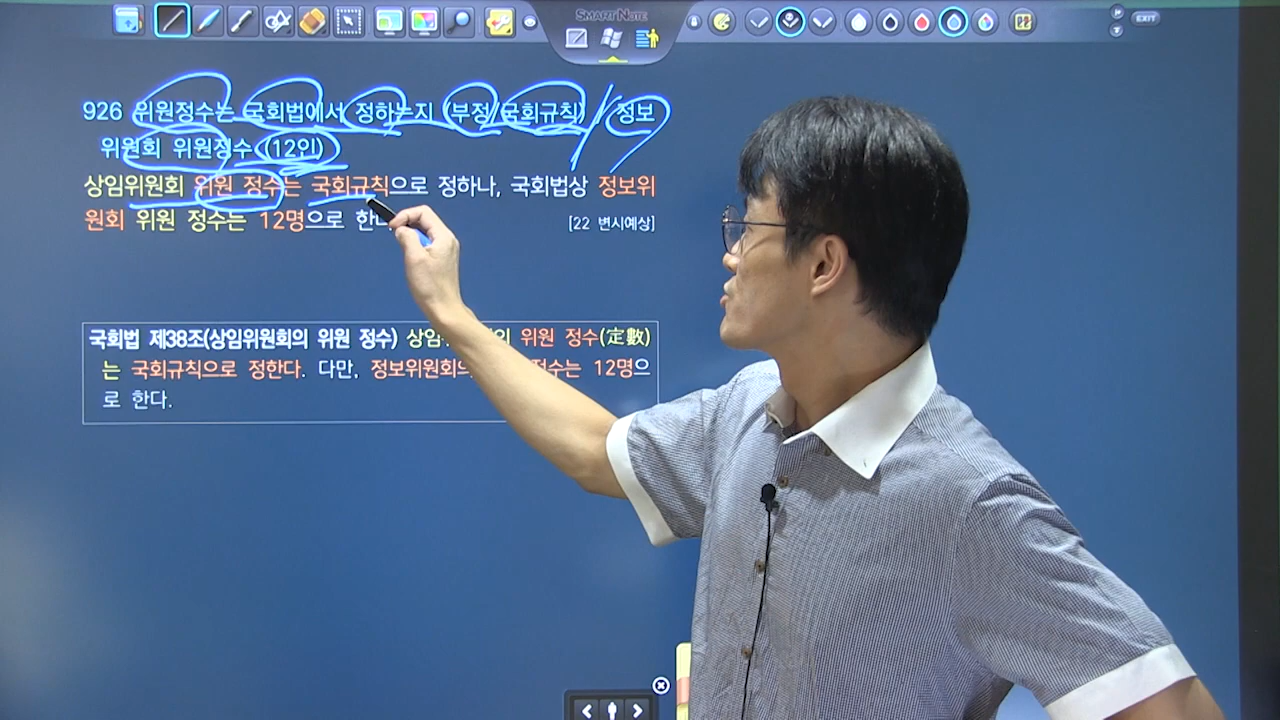 SMARTNOTE
EXIT
926 위원정수는 국회법에서 정하는지 (부정/국회규칙) / 정보
위원회 위원정수 (12인)
상임위원회 위원 정수는 국회규칙으로 정하나, 국회법상 정보위
원회 위원 정수는 12명으로 한
[22 변시예상]
국회법 제38조(상임위원회의 위원 정수) 위원 정수(定數)
는 국회규칙으로 정한다. 다만, 정보위원회의 정수는 12명으
로 한다.